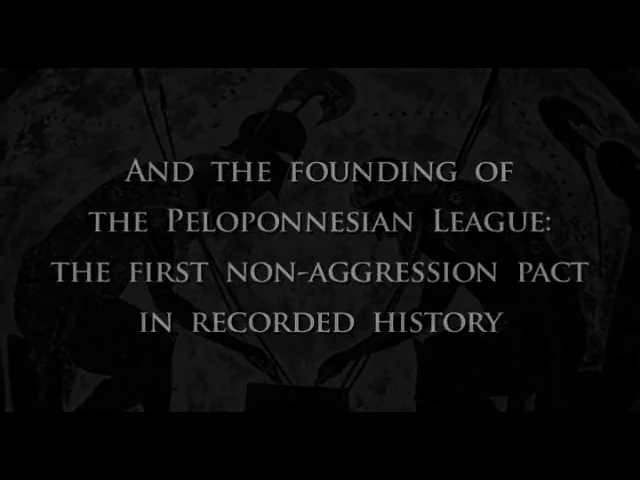 And the founding of
the Peloponnesian League:
the first non-aggression pact
in recorded history